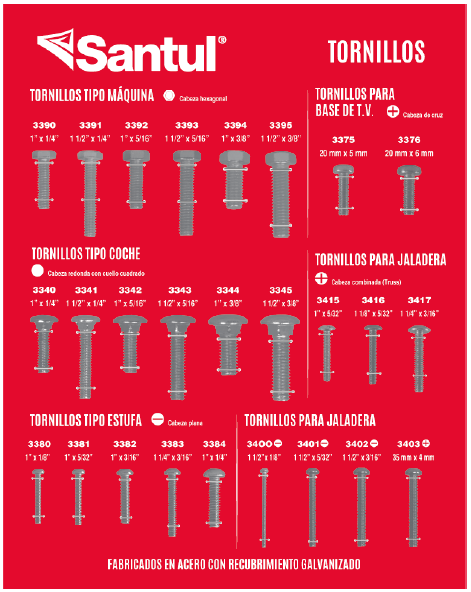 Santul®
TORNILLOS
TORNILLOS TIPO MÁQUINA Cabeza hexagonal
3390 3391 3392 3393 3394 3395
1" x 1/4" 1 1/2" x 1/4" 1" x 5/16" 1 1/2" x 5/16" 1" x 3/8" 1 1/2" x 3/8"
TORNILLOS PARA
BASE DE T.V. Cabeza de cruz
3375 3376
20 mm x 5 mm 20 mm x 6 mm
TORNILLOS TIPO COCHE
Cabeza redonda con cuello cuadrado
3340 3341 3342 3343 3344 3345
1" x 1/4" 1 1/2" x 1/4" 1" x 5/16" 1 1/2" x 5/16" 1" x 3/8" 1 1/2" x 3/8"
TORNILLOS PARA JALADERA
Cabeza combinada (Truss)
3415 3416 3417
1" x 5/32" 1 1/8" x 5/32" 1 1/4" x 3/16"
TORNILLOS TIPO ESTUFA Cabeza plana
3380 3381 3382 3383 3384
1" x 1/8" 1" x 5/32" 1" x 3/16" 1 1/4" x 3/16" 1" x 1/4"
TORNILLOS PARA JALADERA
3400 3401 3402 3403
1 1/2" x 1/8" 1 1/2" x 5/32" 1 1/2" x 3/16" 35 mm x 4 mm
FABRICADOS EN ACERO CON RECUBRIMIENTO GALVANIZADO